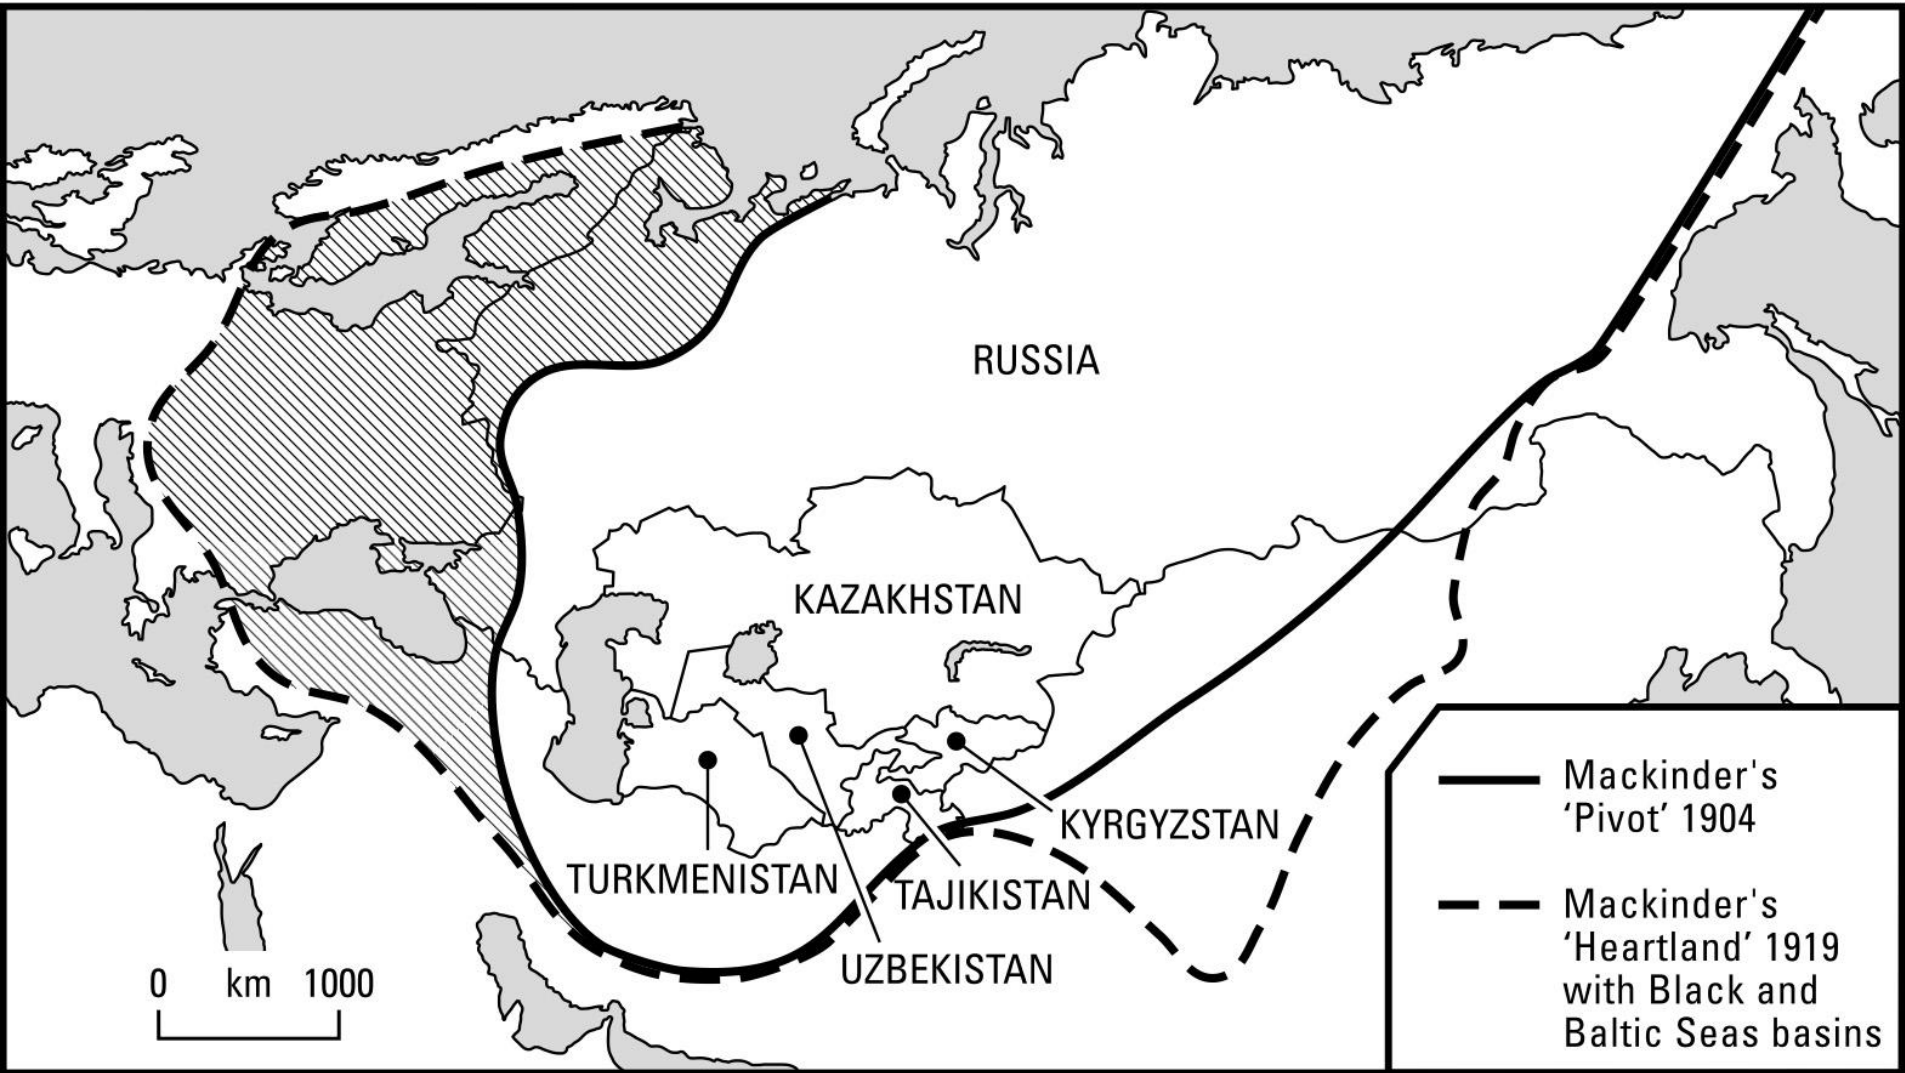 RUSSIA
KAZAKHSTAN
KYRGYZSTAN
TURKMENISTAN
TAJIKISTAN
UZBEKISTAN
0 km 1000
Mackinder's
‘Pivot’ 1904
Mackinder's
‘Heartland’ 1919
with Black and
Baltic Seas basins